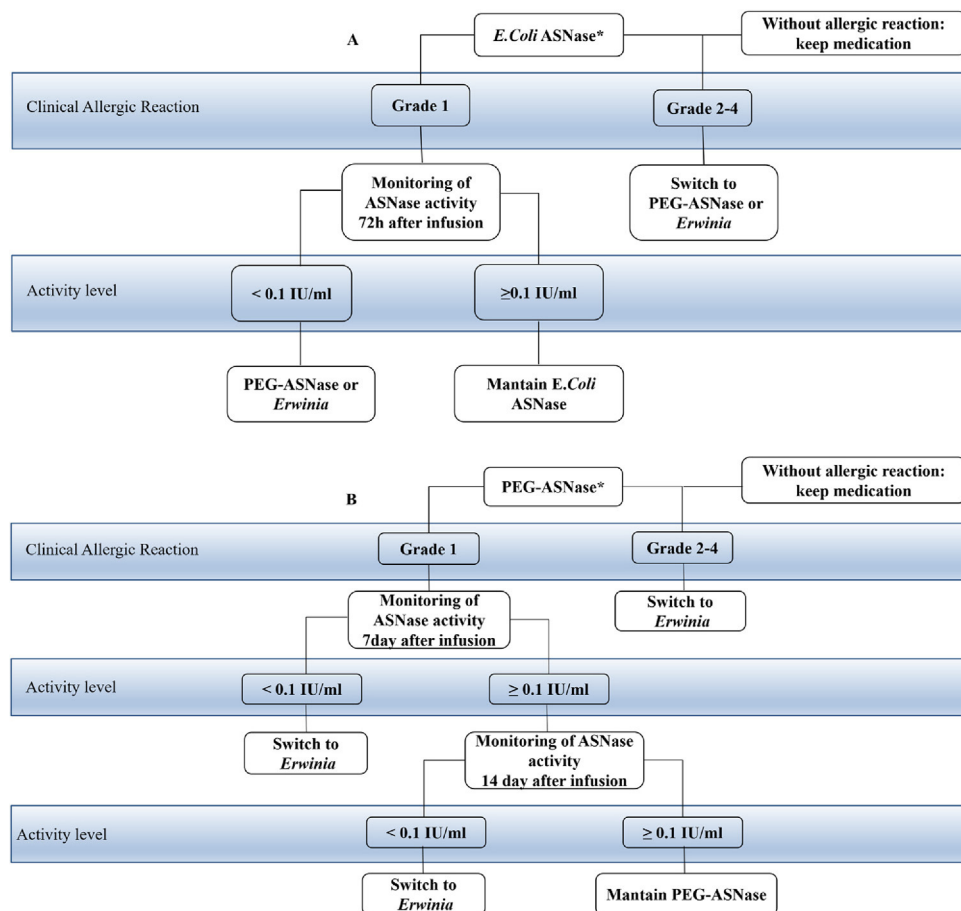 A
E.Coli ASNase*
Without allergic reaction:
keep medication
Clinical Allergic Reaction
Grade 1
Grade 2-4
Monitoring of
ASNase activity
72h after infusion
Switch to
PEG-ASNase or
Erwinia
Activity level
< 0.1 IU/ml
≥0.1 IU/ml
PEG-ASNase or
Erwinia
Mantain E.Coli
ASNase
B
PEG-ASNase*
Without allergic reaction:
keep medication
Clinical Allergic Reaction
Grade 1
Grade 2-4
Monitoring of
ASNase activity
7day after infusion
Switch to
Erwinia
Activity level
< 0.1 IU/ml
≥ 0.1 IU/ml
Switch to
Erwinia
Monitoring of ASNase
activity
14 day after infusion
Activity level
< 0.1 IU/ml
≥ 0.1 IU/ml
Switch to
Erwinia
Mantain PEG-ASNase